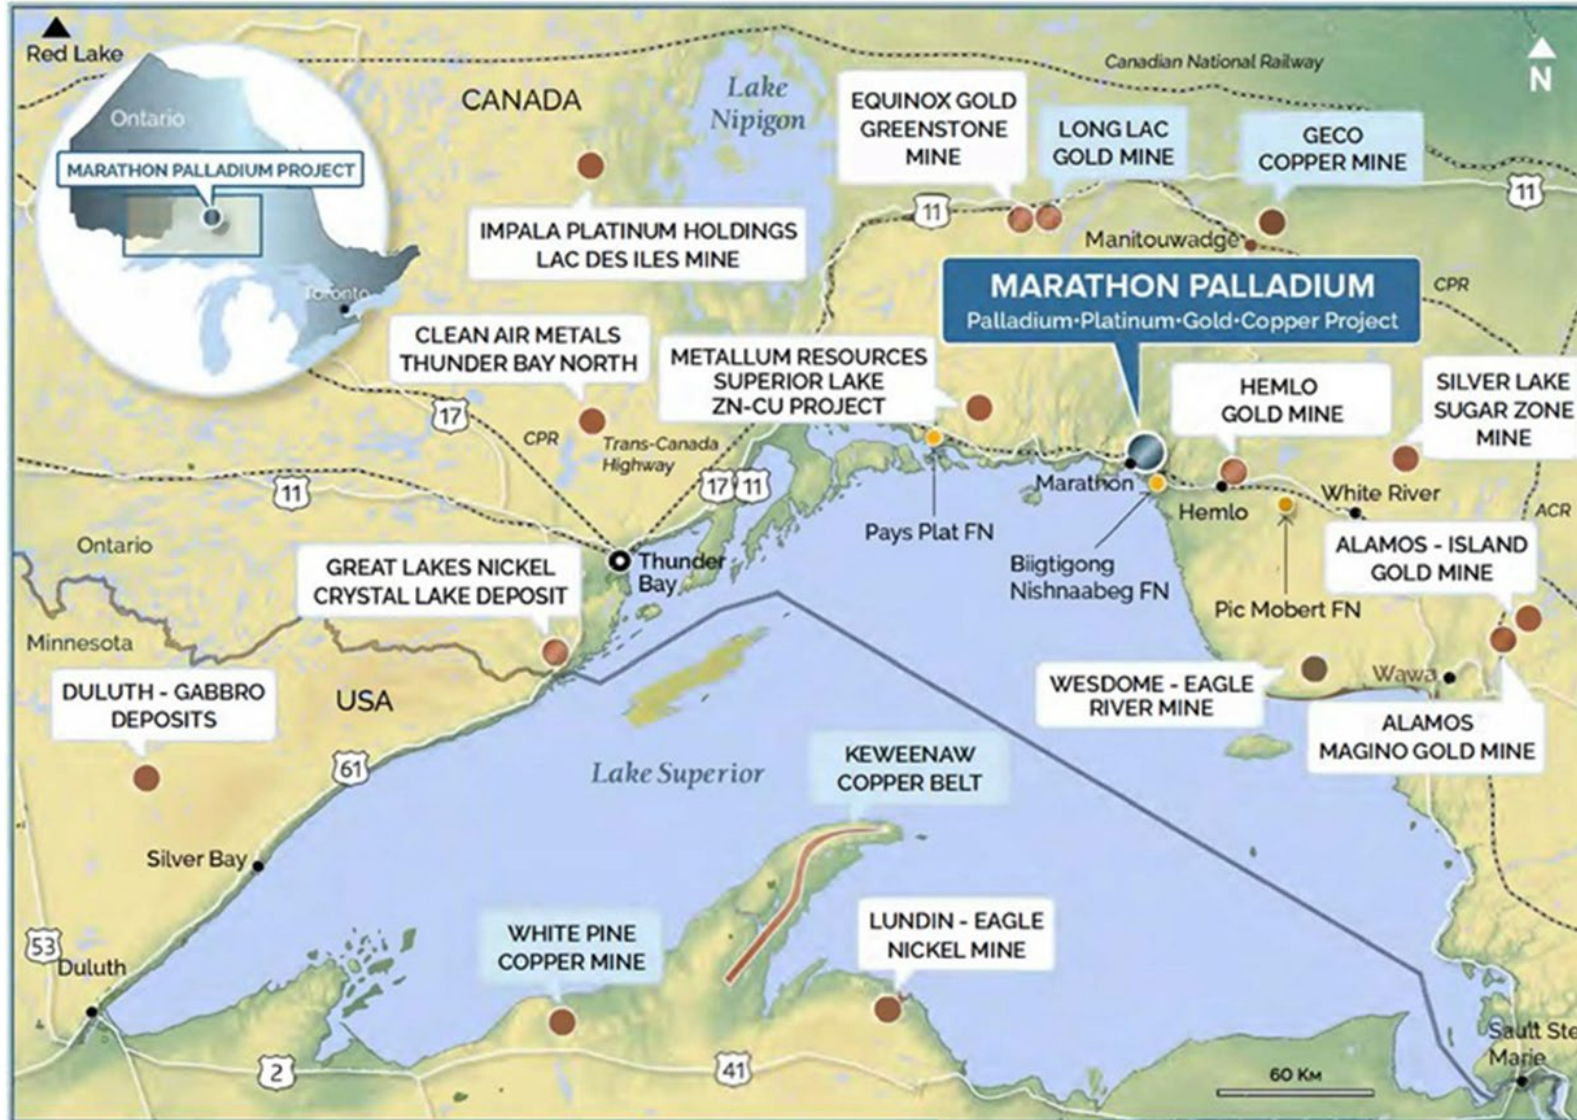 Red Lake
N
Canadian National Railway
CANADA
Lake
Nipigon
Ontario
MARATHON PALLADIUM PROJECT
Toronto
EQUINOX GOLD
GREENSTONE
MINE
LONG LAC
GOLD MINE
GECO
COPPER MINE
11
11
IMPALA PLATINUM HOLDINGS
LAC DES ILES MINE
Manitouwadge
MARATHON PALLADIUM
Palladium•Platinum•Gold•Copper Project
CPR
CLEAN AIR METALS
THUNDER BAY NORTH
METALLUM RESOURCES
SUPERIOR LAKE
ZN-CU PROJECT
HEMLO
GOLD MINE
SILVER LAKE
SUGAR ZONE
MINE
17
CPR
Trans-Canada
Highway
17
11
11
Marathon
Hemlo
White River
ACR
Pays Plat FN
Biigtigong
Nishnaabeg FN
Pic Mobert FN
ALAMOS - ISLAND
GOLD MINE
Ontario
Thunder
Bay
GREAT LAKES NICKEL
CRYSTAL LAKE DEPOSIT
Minnesota
DULUTH - GABBRO
DEPOSITS
USA
WESDOME - EAGLE
RIVER MINE
Wawa
ALAMOS
MAGINO GOLD MINE
61
Lake Superior
KEWEENAW
COPPER BELT
Silver Bay
WHITE PINE
COPPER MINE
LUNDIN - EAGLE
NICKEL MINE
53
Duluth
2
41
60 KM
Sault Ste
Marie